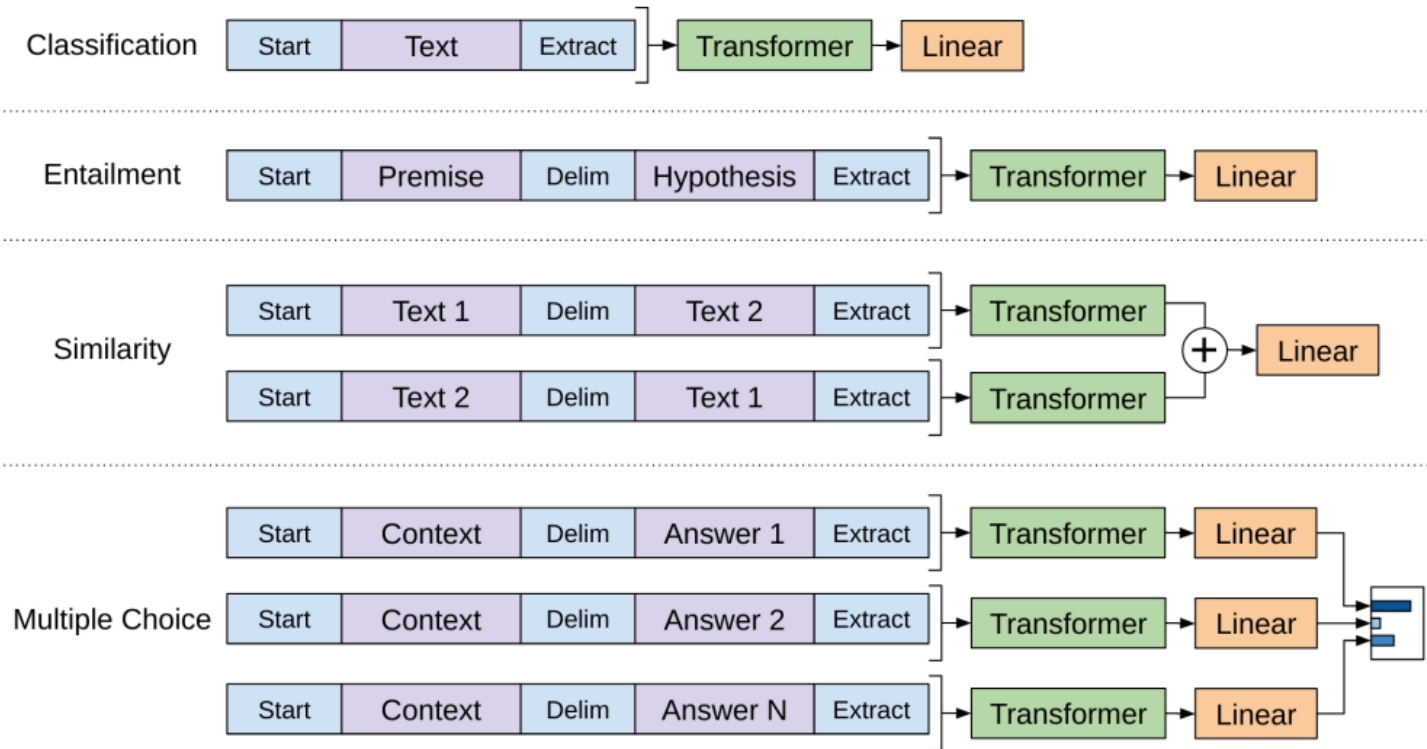 Classification Start Text Extract Transformer Linear
Entailment Start Premise Delim Hypothesis Extract Transformer Linear
Start Text 1 Delim Text 2 Extract Transformer
Similarity + Linear
Start Text 2 Delim Text 1 Extract Transformer
Start Context Delim Answer 1 Extract Transformer Linear
Multiple Choice Start Context Delim Answer 2 Extract Transformer Linear
Start Context Delim Answer N Extract Transformer Linear